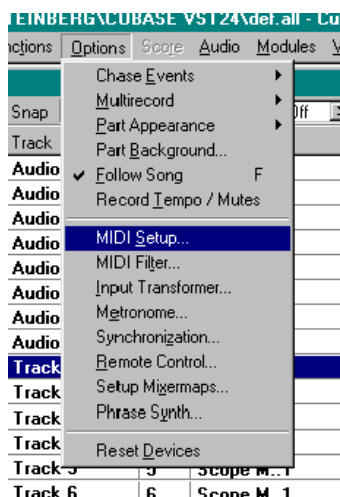 TEINBERG\CUBASE VST24\def.all - Cu
nctions Options Score Audio Modules
Chase Events
Snap Multirecord Off
Part Appearance
Track Part Background...
Audio Follow Song F
Audio Record Tempo / Mutes
Audio
Audio MIDI Setup...
Audio MIDI Filter...
Audio Input Transformer...
Audio Metronome...
Audio Synchronization...
Track Remote Control...
Track Setup Mixermaps...
Track Phrase Synth...
Track
Track Reset Devices
Track 5 5 Scope M..1
Track 6 6 Scope M..1